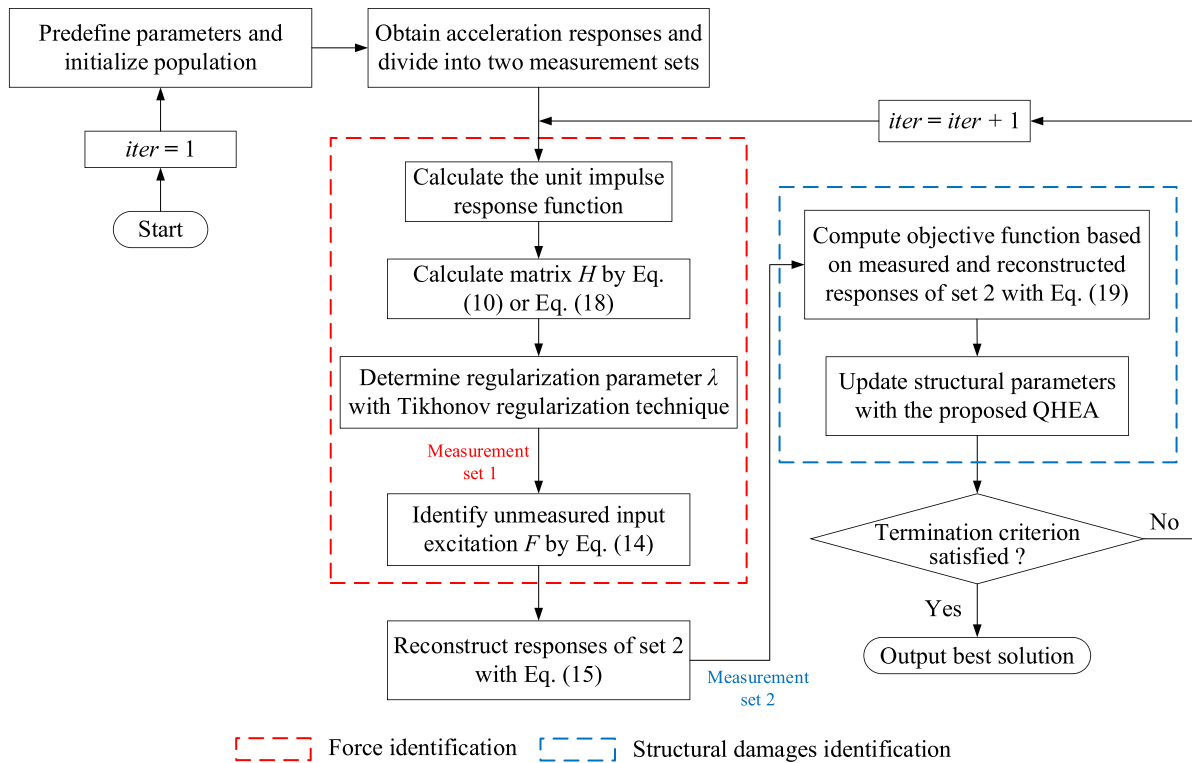 Predefine parameters and
initialize population
Obtain acceleration responses and
divide into two measurement sets
iter = 1
Start
iter = iter + 1
Calculate the unit impulse
response function
Calculate matrix H by Eq.
(10) or Eq. (18)
Determine regularization parameter λ
with Tikhonov regularization technique
Measurement
set 1
Identify unmeasured input
excitation F by Eq. (14)
Reconstruct responses of set 2
with Eq. (15)
Measurement
set 2
Compute objective function based
on measured and reconstructed
responses of set 2 with Eq. (19)
Update structural parameters
with the proposed QHEA
Termination criterion
satisfied ?
No
Yes
Output best solution
Force identification
Structural damages identification